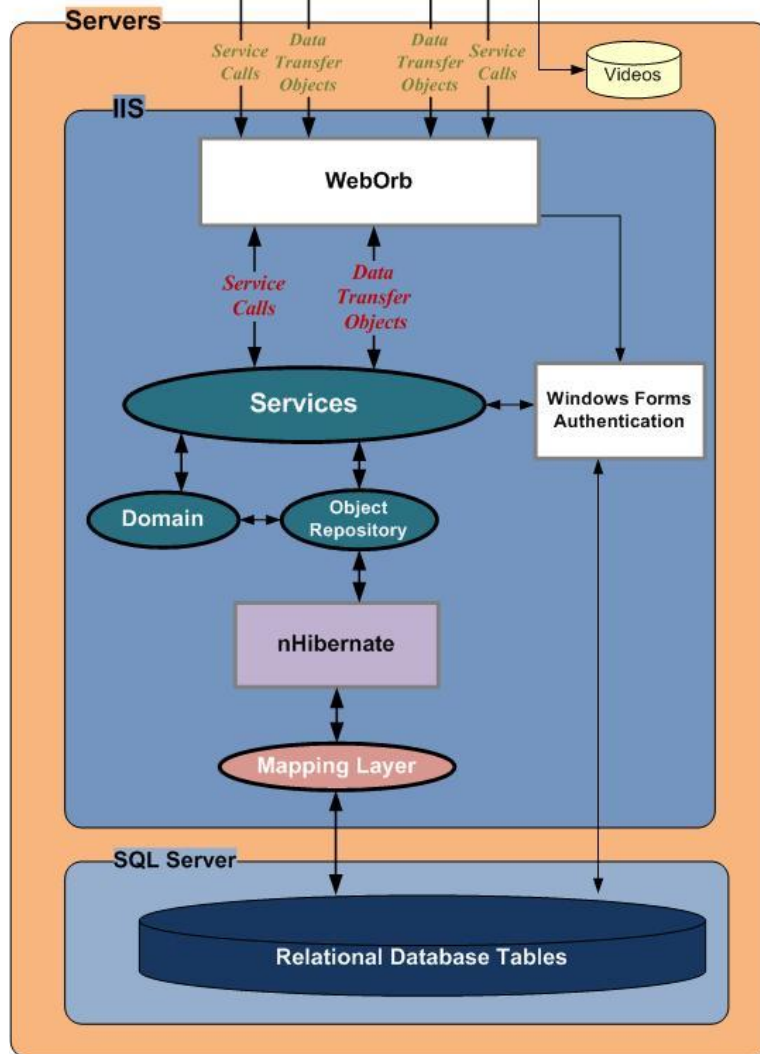 Servers
Service
Calls
Data
Transfer
Objects
Data
Transfer
Objects
Service
Calls
Videos
IIS
WebOrb
Service
Calls
Data
Transfer
Objects
Services
Windows Forms
Authentication
Domain
Object
Repository
nHibernate
Mapping Layer
SQL Server
Relational Database Tables